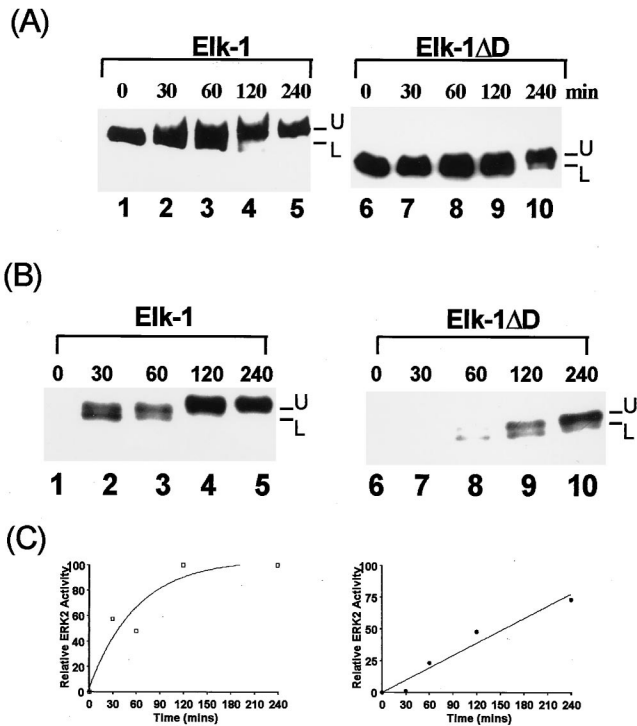 (A)
Elk-1 Elk-1ΔD
0 30 60 120 240 0 30 60 120 240 min
U U
L L
1 2 3 4 5 6 7 8 9 10
(B)
Elk-1 Elk-1ΔD
0 30 60 120 240 0 30 60 120 240
U U
L L
1 2 3 4 5 6 7 8 9 10
(C)
Relative ERK2 Activity
100
80
60
40
20
0
0 30 60 90 120 150 180 210 240
Time (mins)
Relative ERK2 Activity
100
75
50
25
0
0 30 60 90 120 150 180 210 240
Time (mins)